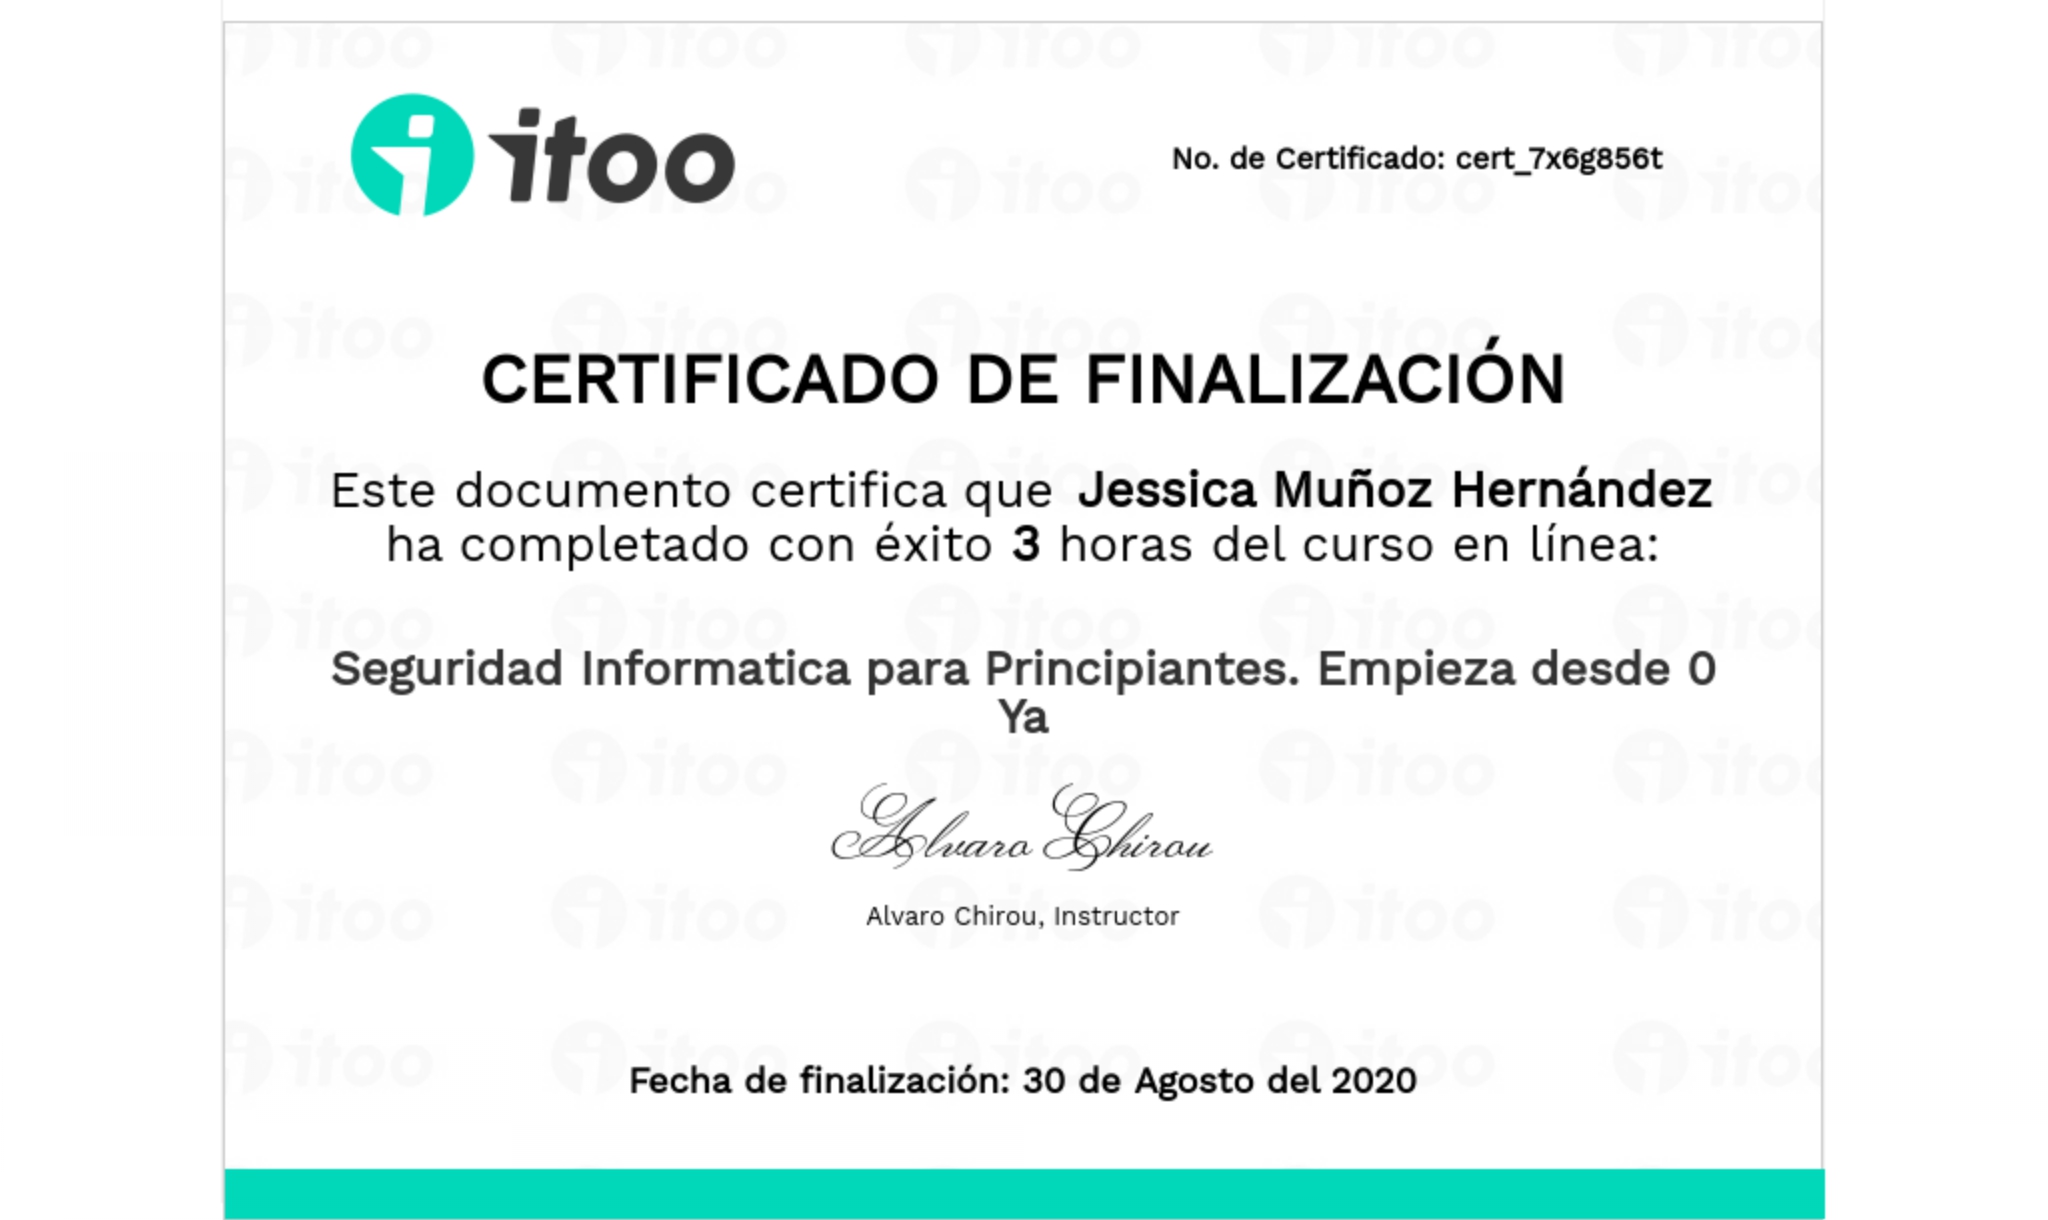 itoo
No. de Certificado: cert_7x6g856t
CERTIFICADO DE FINALIZACIÓN
Este documento certifica que Jessica Muñoz Hernández
ha completado con éxito 3 horas del curso en línea:
Seguridad Informatica para Principiantes. Empieza desde 0
Ya
Alvaro Chirou
Alvaro Chirou, Instructor
Fecha de finalización: 30 de Agosto del 2020